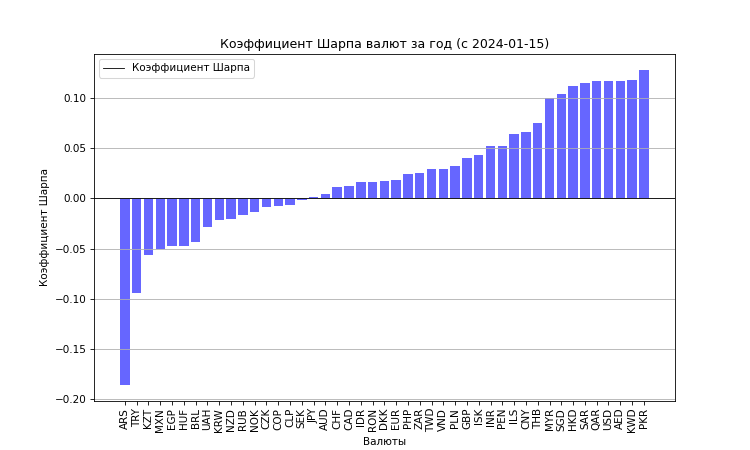 Коэффициент Шарпа валют за год (с 2024-01-15)
Коэффициент Шарпа
Коэффициент Шарпа
0.10
0.05
0.00
−0.05
−0.10
−0.15
−0.20
ARS TRY KZT MXN EGP HUF BRL UAH KRW NZD RUB NOK CZK COP CLP SEK JPY AUD CHF CAD IDR RON DKK EUR PHP ZAR TWD VND PLN GBP ISK INR PEN ILS CNY THB MYR SGD HKD SAR QAR USD AED KWD PKR
Валюты